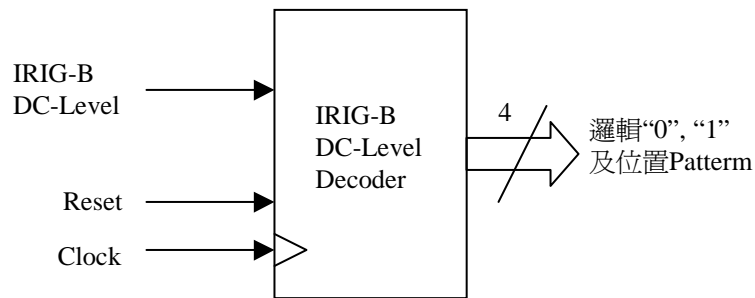 IRIG-B
DC-Level
Reset
Clock
IRIG-B
DC-Level
Decoder
4
邏輯“0”, “1”
及位置Patterm